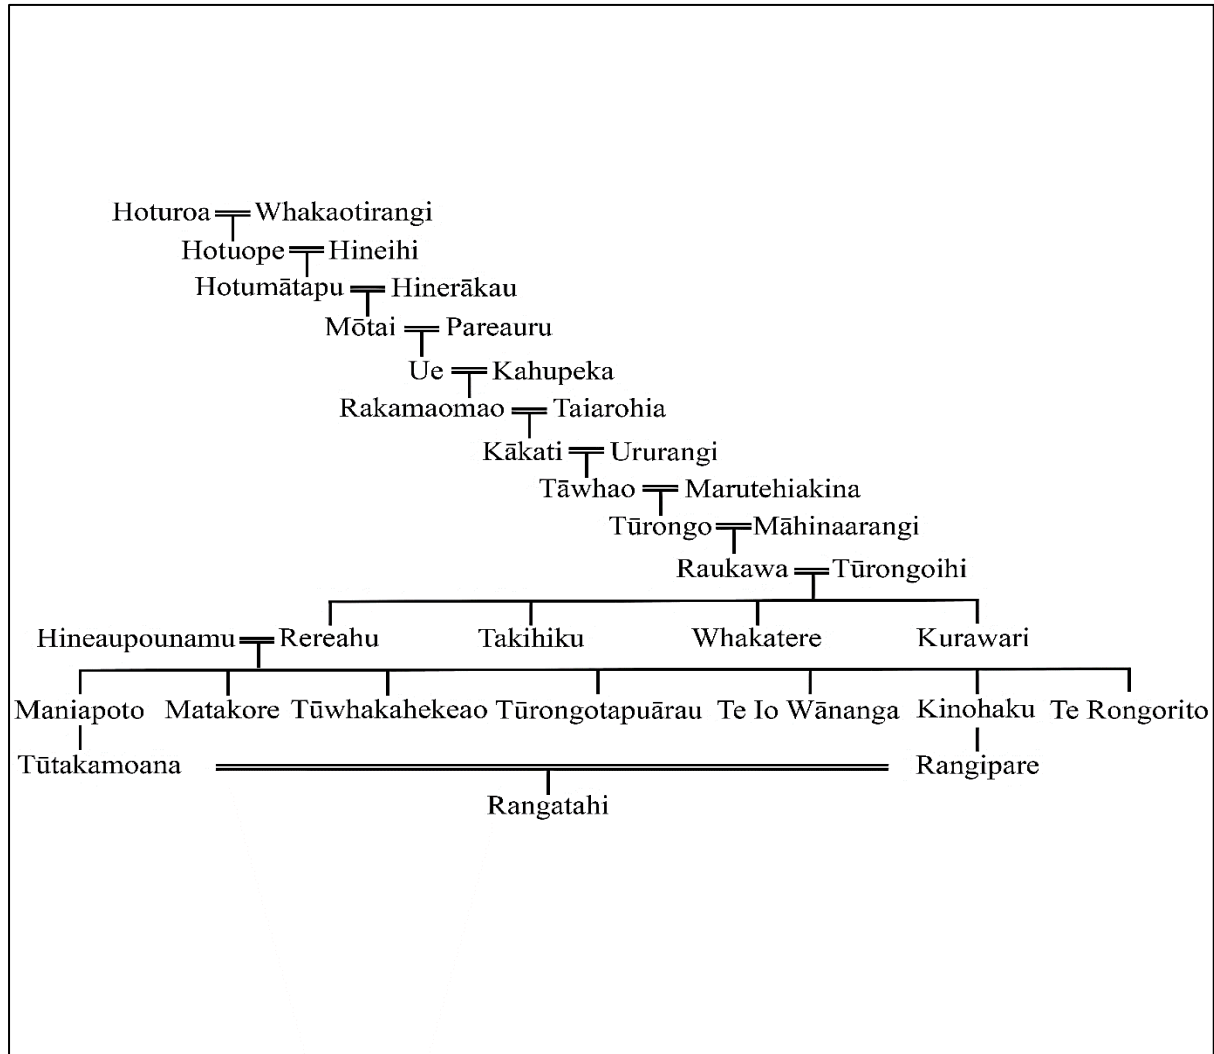 Hoturoa Whakaotirangi
Hotuope Hineihi
Hotumātapu Hinerākau
Mōtai Pareauru
Ue Kahupeka
Rakamaomao Taiarohia
Kākati Ururangi
Tāwhao Marutehiakina
Tūrongo Māhinaarangi
Raukawa Tūrongoihi
Hineaupounamu Rereahu Takihiku Whakatere Kurawari
Maniapoto Matakore Tūwhakahekeao Tūrongotapuārau Te Io Wānanga Kinohaku Te Rongorito
Tūtakamoana Rangipare
Rangatahi